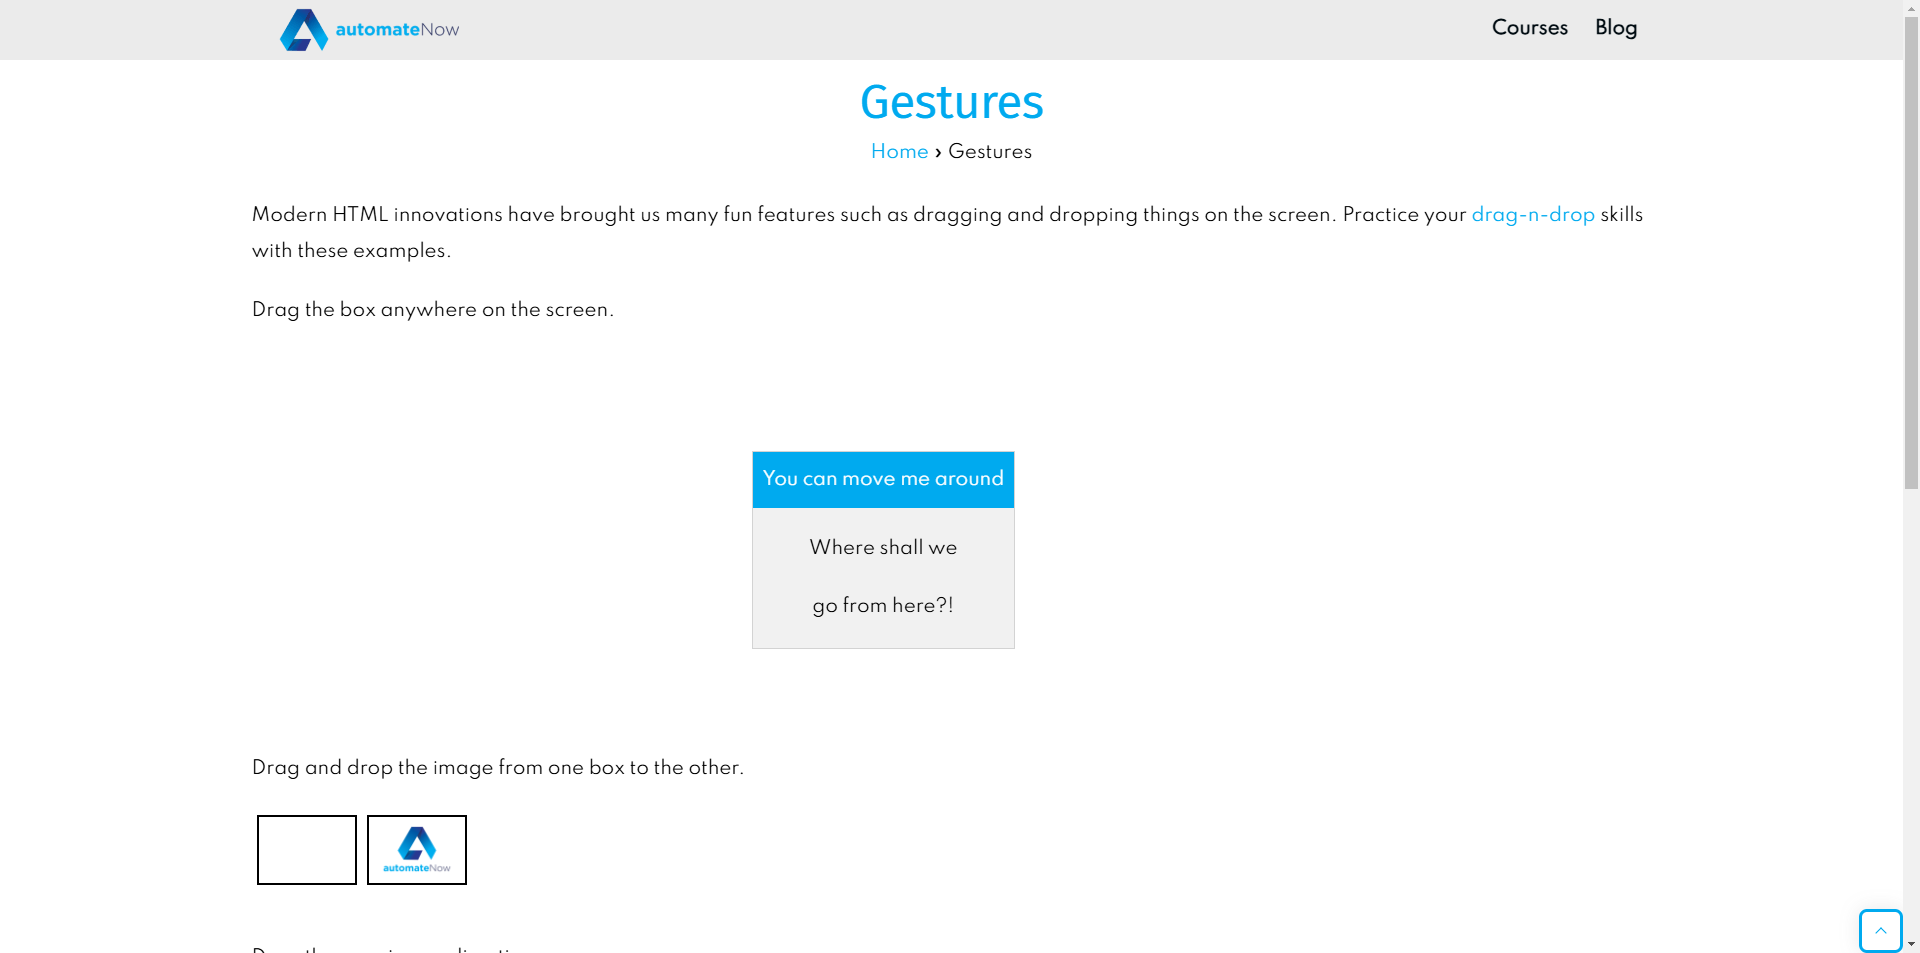 automateNow
Courses
Blog
Gestures
Home › Gestures
Modern HTML innovations have brought us many fun features such as dragging and dropping things on the screen. Practice your drag-n-drop skills
with these examples.
Drag the box anywhere on the screen.
You can move me around
Where shall we
go from here?!
Drag and drop the image from one box to the other.
automateNow